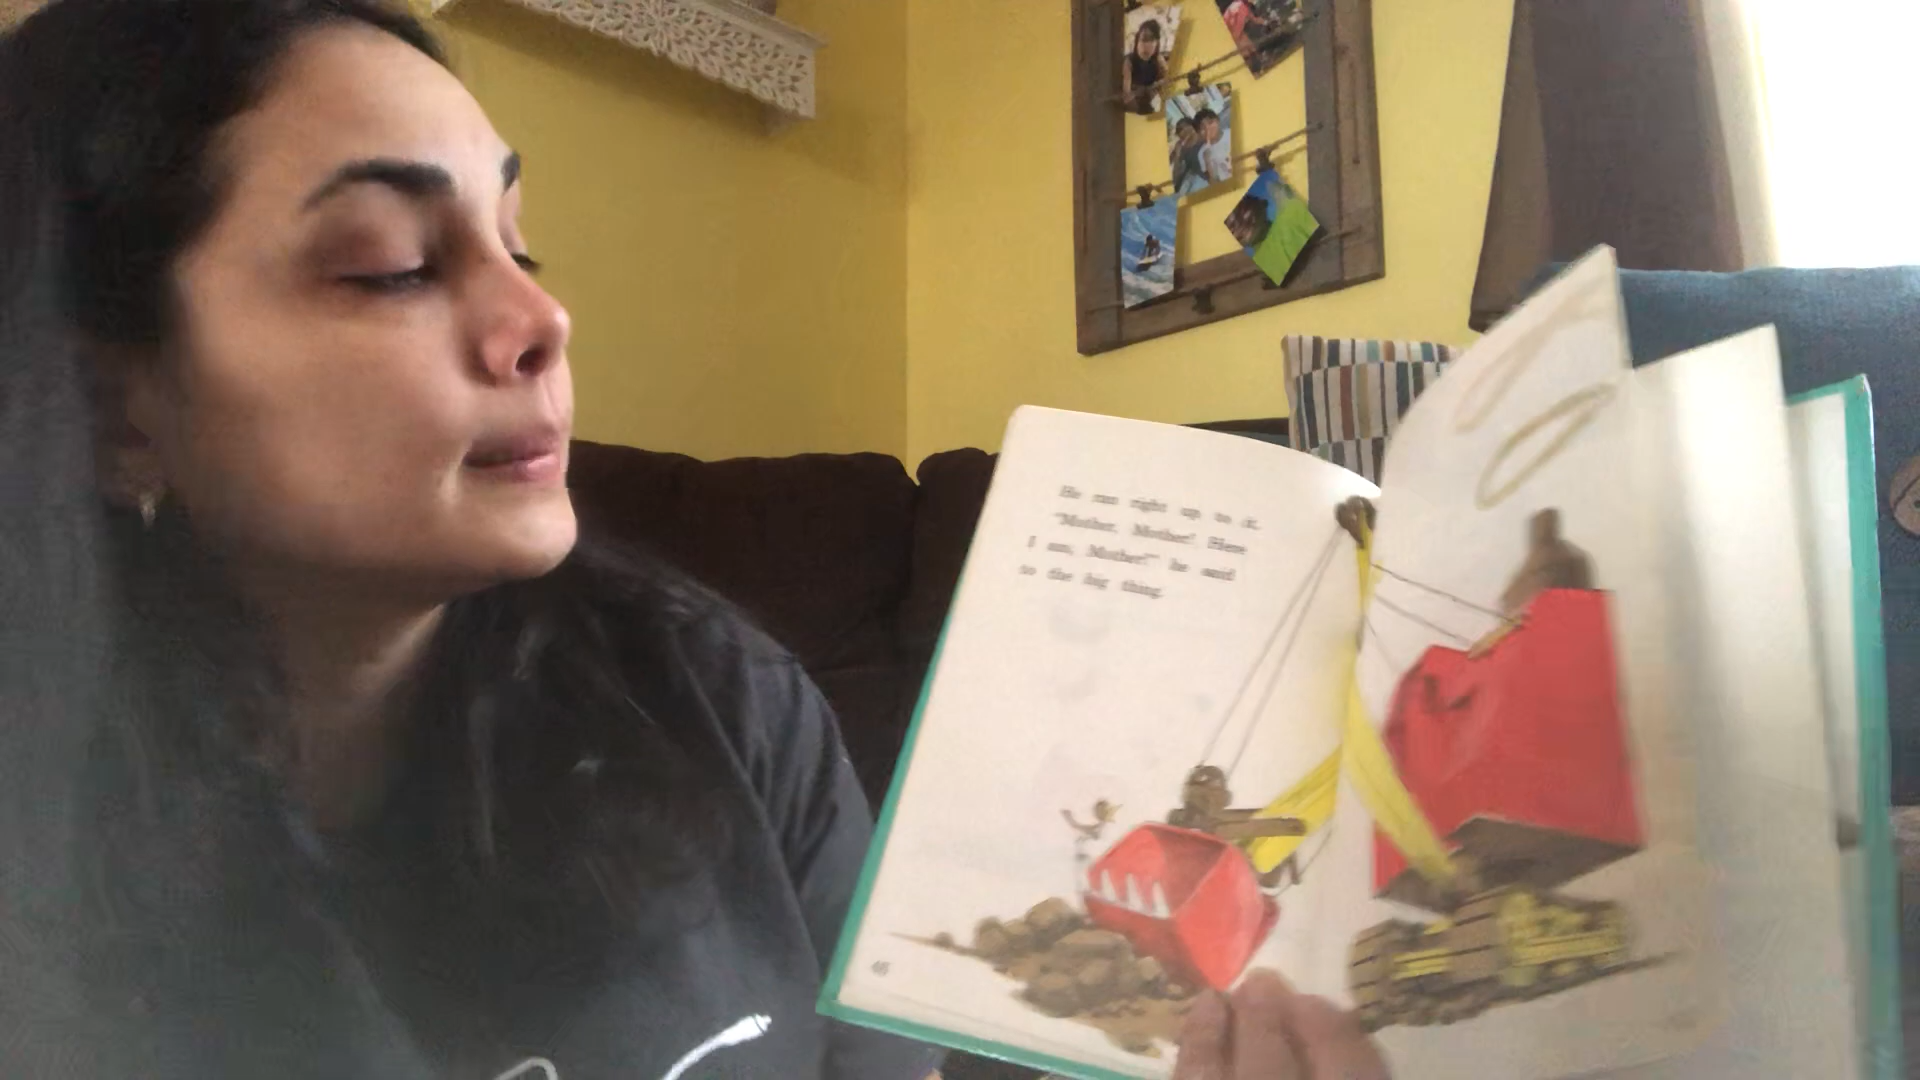 He ran right up to it.
"Mother, Mother! Here
I am, Mother!" he said
to the big thing.
46